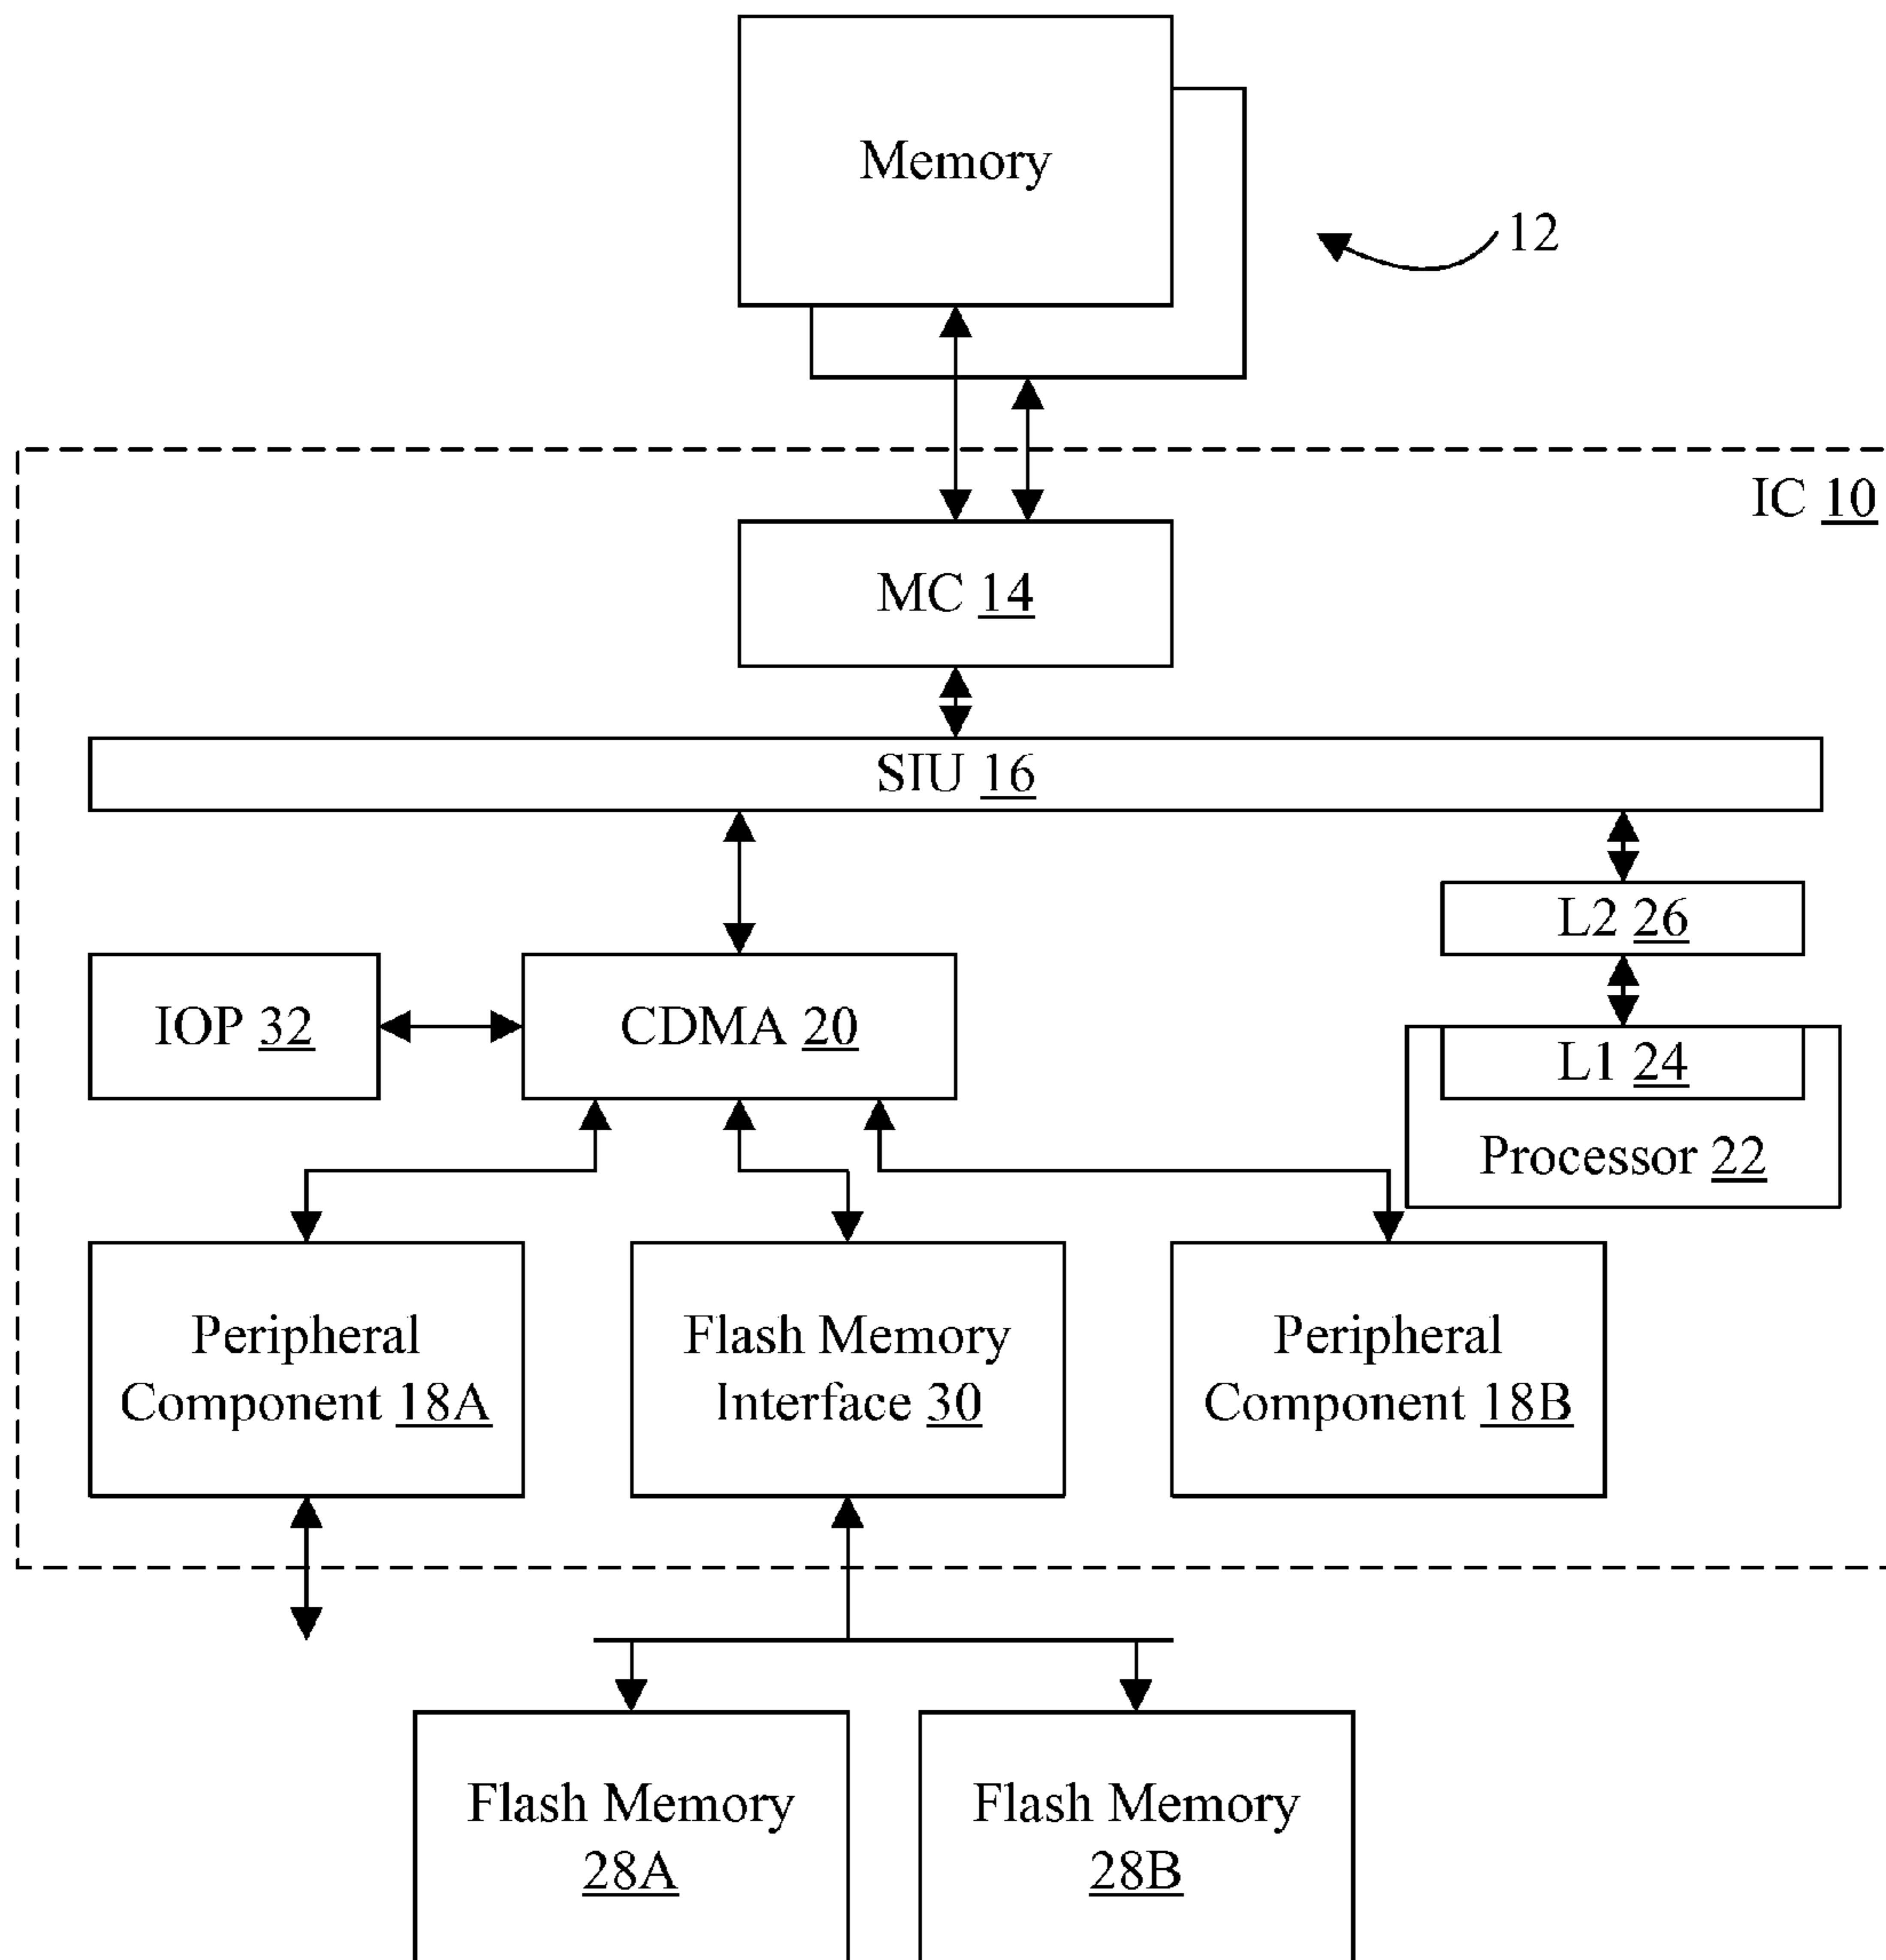 Memory
12
IC 10
MC 14
SIU 16
L2 26
IOP 32
CDMA 20
L1 24
Processor 22
Peripheral
Component 18A
Flash Memory
Interface 30
Peripheral
Component 18B
Flash Memory
28A
Flash Memory
28B